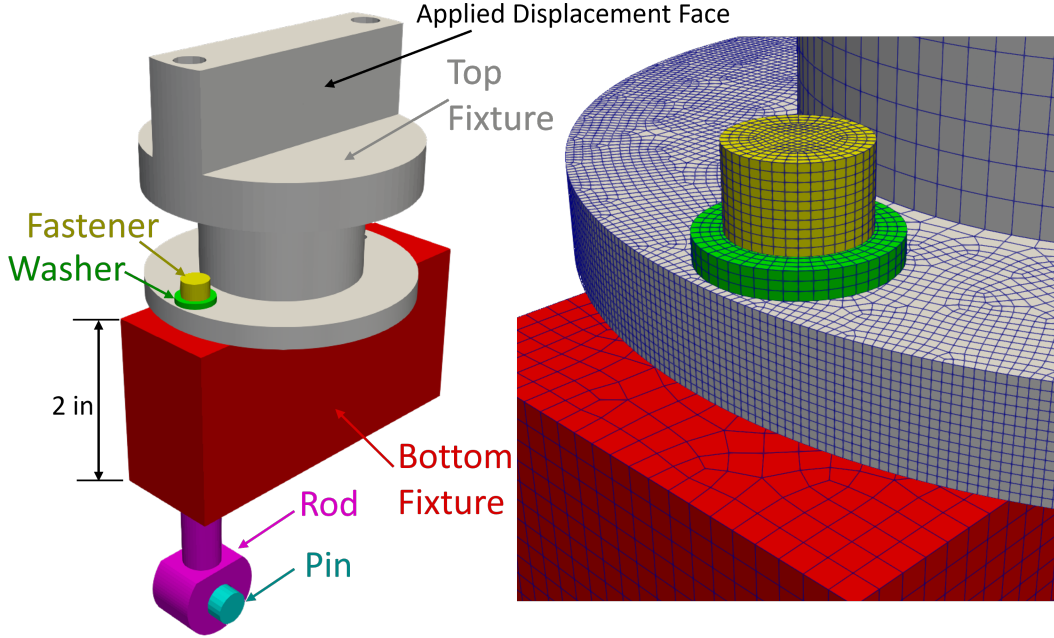 Applied Displacement Face
Top
Fixture
Fastener
Washer
2 in
Bottom
Fixture
Rod
Pin